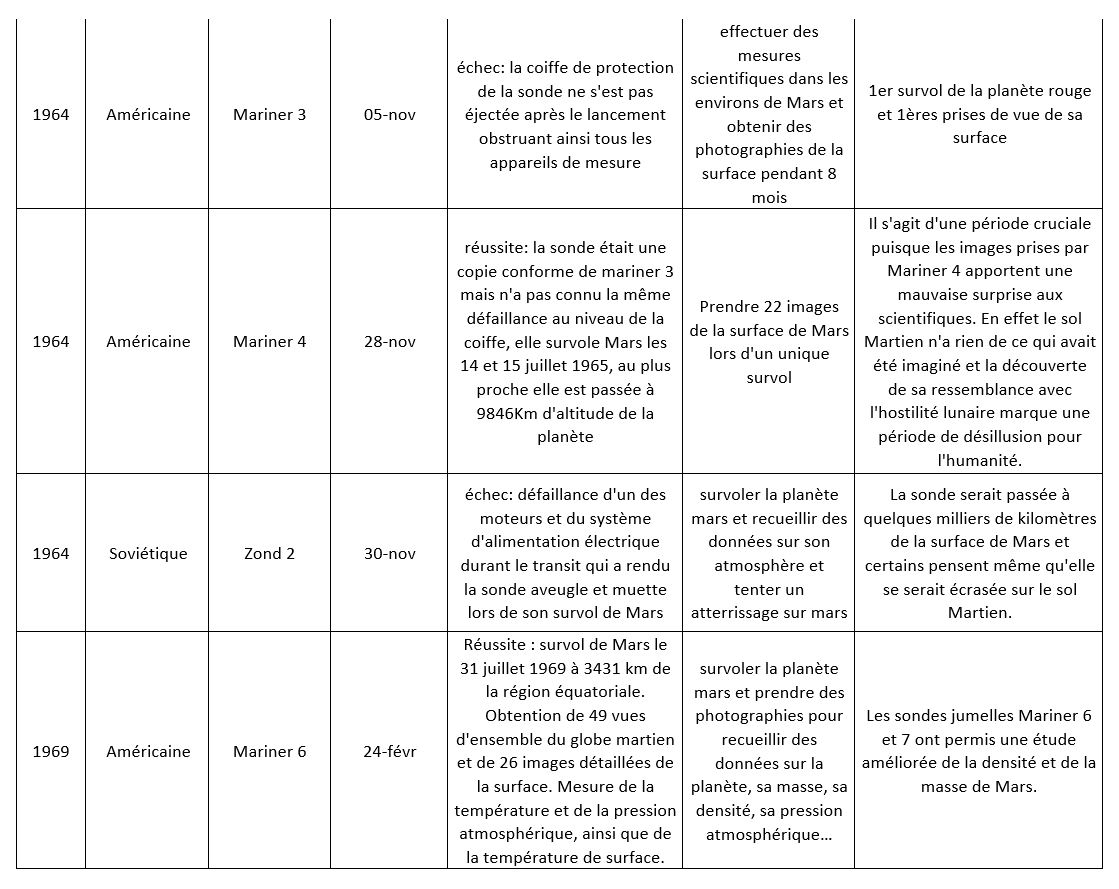 1964
Américaine
Mariner 3
05-nov
échec: la coiffe de protection
de la sonde ne s'est pas
éjectée après le lancement
obstruant ainsi tous les
appareils de mesure
effectuer des
mesures
scientifiques dans les
environs de Mars et
obtenir des
photographies de la
surface pendant 8
mois
1er survol de la planète rouge
et 1ères prises de vue de sa
surface
1964
Américaine
Mariner 4
28-nov
réussite: la sonde était une
copie conforme de mariner 3
mais n'a pas connu la même
défaillance au niveau de la
coiffe, elle survole Mars les
14 et 15 juillet 1965, au plus
proche elle est passée à
9846Km d'altitude de la
planète
Prendre 22 images
de la surface de Mars
lors d'un unique
survol
Il s'agit d'une période cruciale
puisque les images prises par
Mariner 4 apportent une
mauvaise surprise aux
scientifiques. En effet le sol
Martien n'a rien de ce qui avait
été imaginé et la découverte
de sa ressemblance avec
l'hostilité lunaire marque une
période de désillusion pour
l'humanité.
1964
Soviétique
Zond 2
30-nov
échec: défaillance d'un des
moteurs et du système
d'alimentation électrique
durant le transit qui a rendu
la sonde aveugle et muette
lors de son survol de Mars
survoler la planète
mars et recueillir des
données sur son
atmosphère et
tenter un
atterrissage sur mars
La sonde serait passée à
quelques milliers de kilomètres
de la surface de Mars et
certains pensent même qu'elle
se serait écrasée sur le sol
Martien.
1969
Américaine
Mariner 6
24-févr
Réussite : survol de Mars le
31 juillet 1969 à 3431 km de
la région équatoriale.
Obtention de 49 vues
d'ensemble du globe martien
et de 26 images détaillées de
la surface. Mesure de la
température et de la pression
atmosphérique, ainsi que de
la température de surface.
survoler la planète
mars et prendre des
photographies pour
recueillir des
données sur la
planète, sa masse, sa
densité, sa pression
atmosphérique…
Les sondes jumelles Mariner 6
et 7 ont permis une étude
améliorée de la densité et de la
masse de Mars.